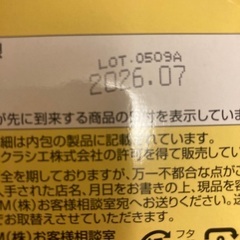 LOT.0509A
2026.07
が先に到来する商品の日付を表示していま
細は内包の製品に記載されています。
クラシエ株式会社の許可を得て販売してい
全を期しておりますが、万一不都合な点がご
入された店名、月日をお書きの上、現品を
M(株)お客様相談室宛へお送りください
でお取替えさせていただきます。
M(株)お客様相談室
フタ